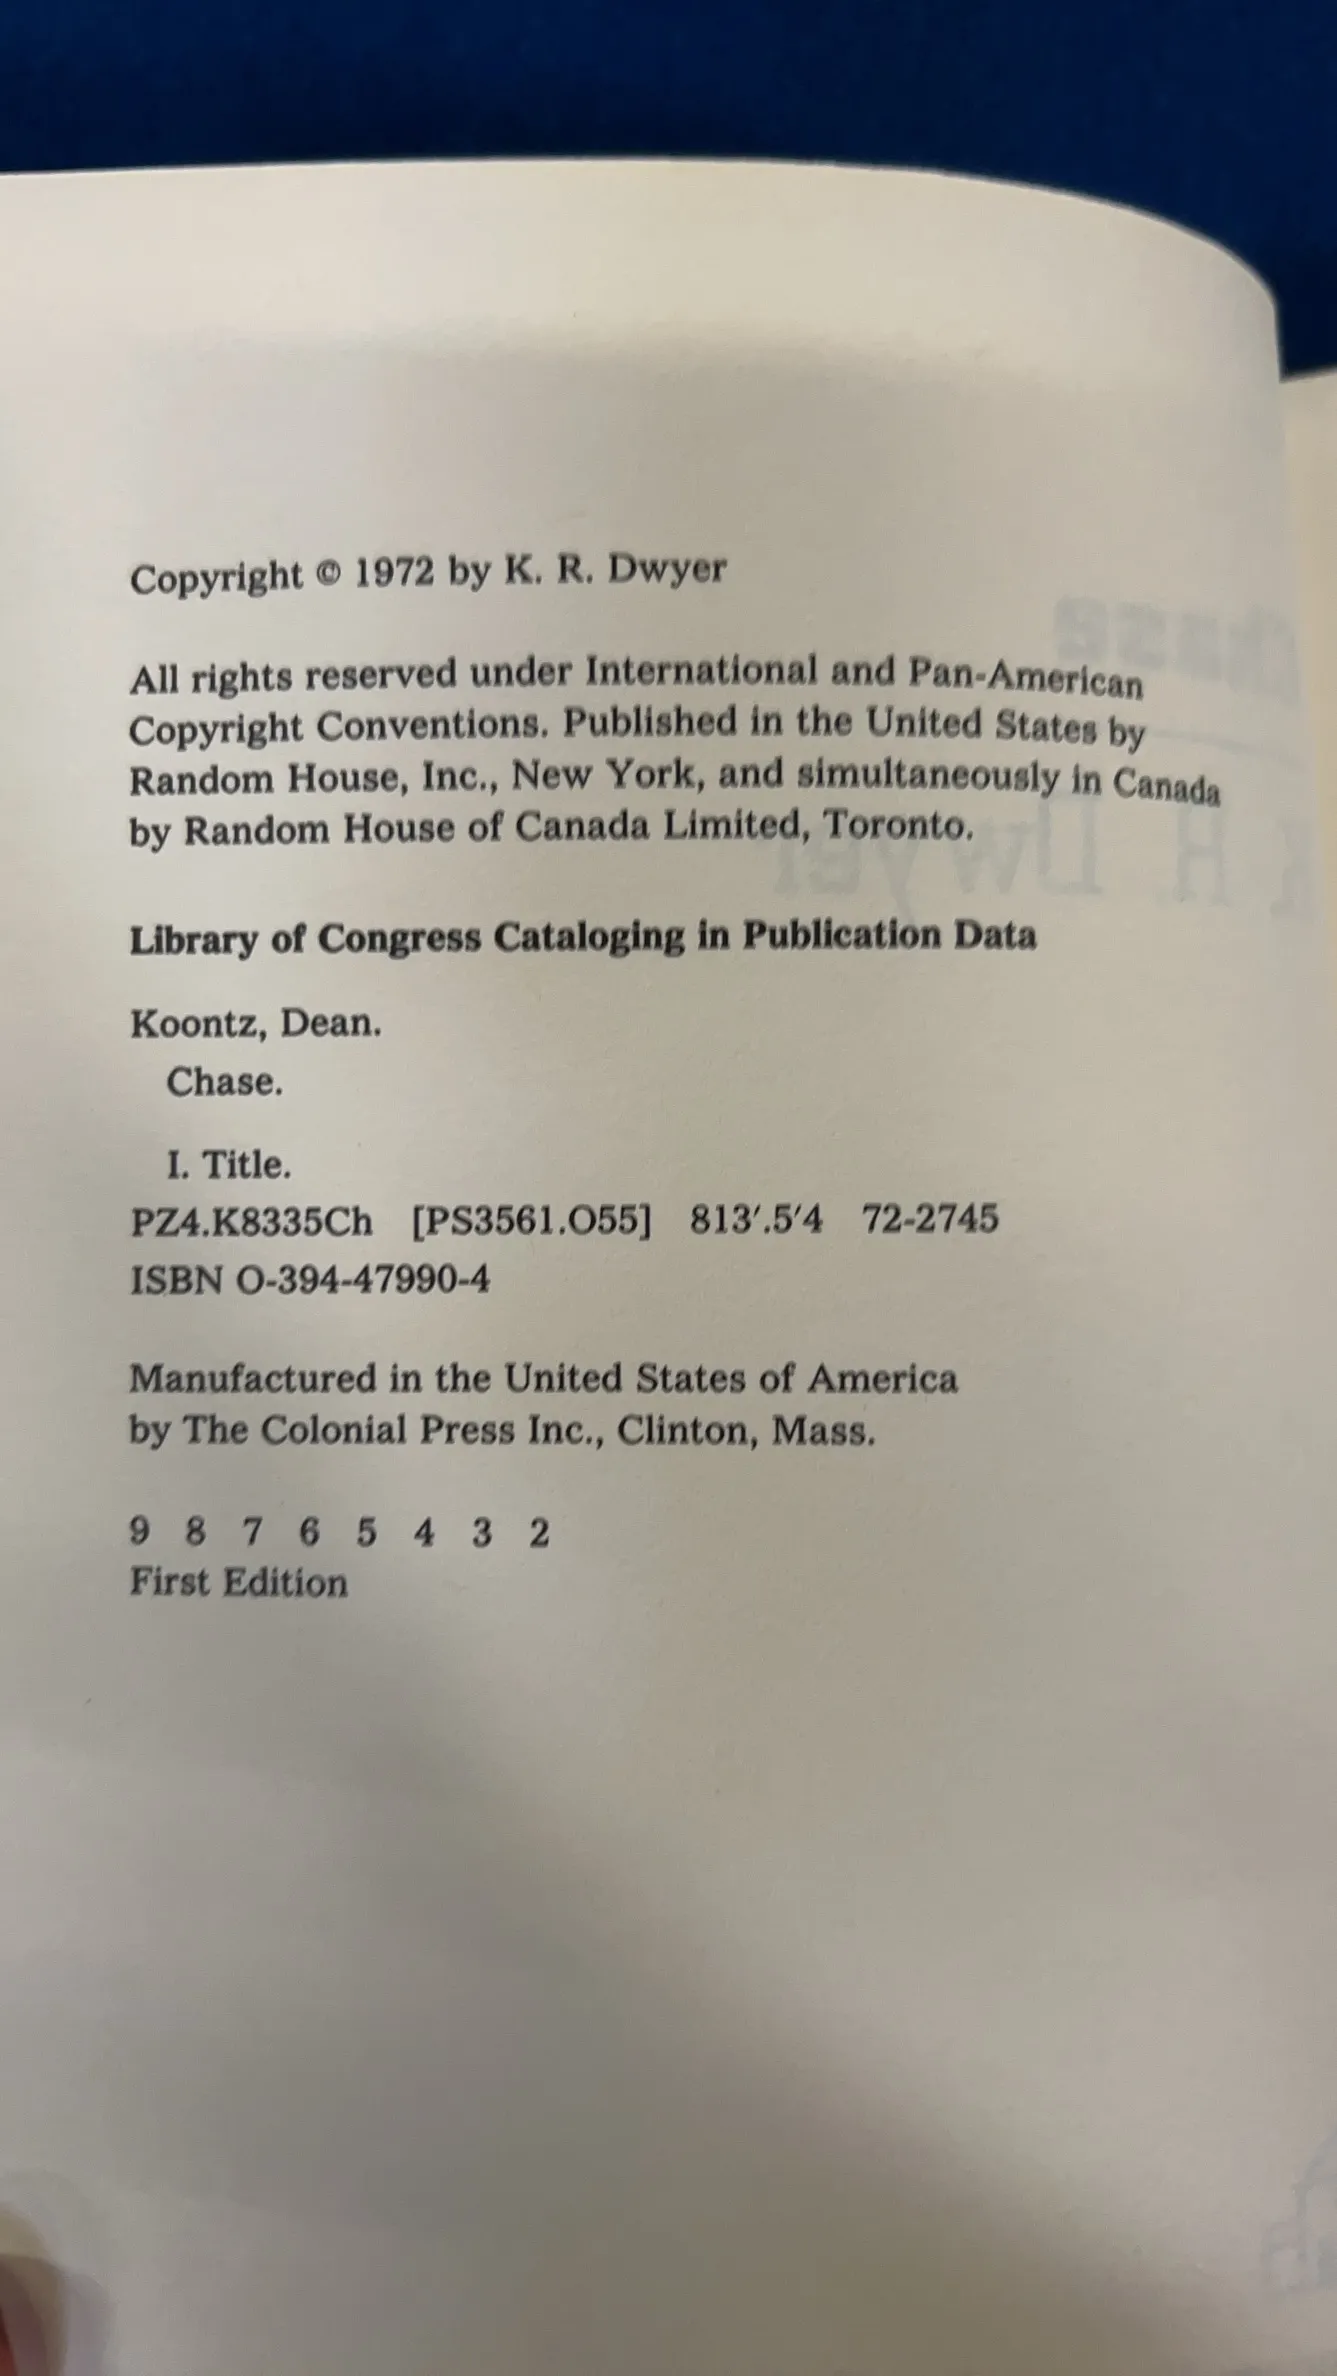 Copyright © 1972 by K. R. Dwyer
All rights reserved under International and Pan-American
Copyright Conventions. Published in the United States by
Random House, Inc., New York, and simultaneously in Canada
by Random House of Canada Limited, Toronto.
Library of Congress Cataloging in Publication Data
Koontz, Dean.
Chase.
I. Title.
PZ4.K8335Ch [PS3561.O55] 813′.5′4 72-2745
ISBN O-394-47990-4
Manufactured in the United States of America
by The Colonial Press Inc., Clinton, Mass.
9 8 7 6 5 4 3 2
First Edition